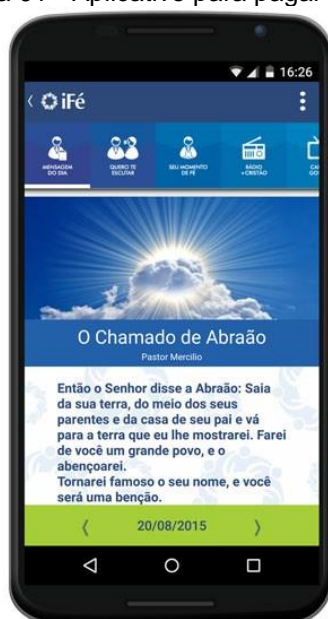 Aplicativo para pagar
16:26
iFé
MENSAGEM
DO DIA
QUERO TE
ESCUTAR
SEU MOMENTO
DE FÉ
RÁDIO
+CRISTÃO
O Chamado de Abraão
Pastor Mercilio
Então o Senhor disse a Abraão: Saia
da sua terra, do meio dos seus
parentes e da casa de seu pai e vá
para a terra que eu lhe mostrarei. Farei
de você um grande povo, e o
abençoarei.
Tornarei famoso o seu nome, e você
será uma benção.
20/08/2015